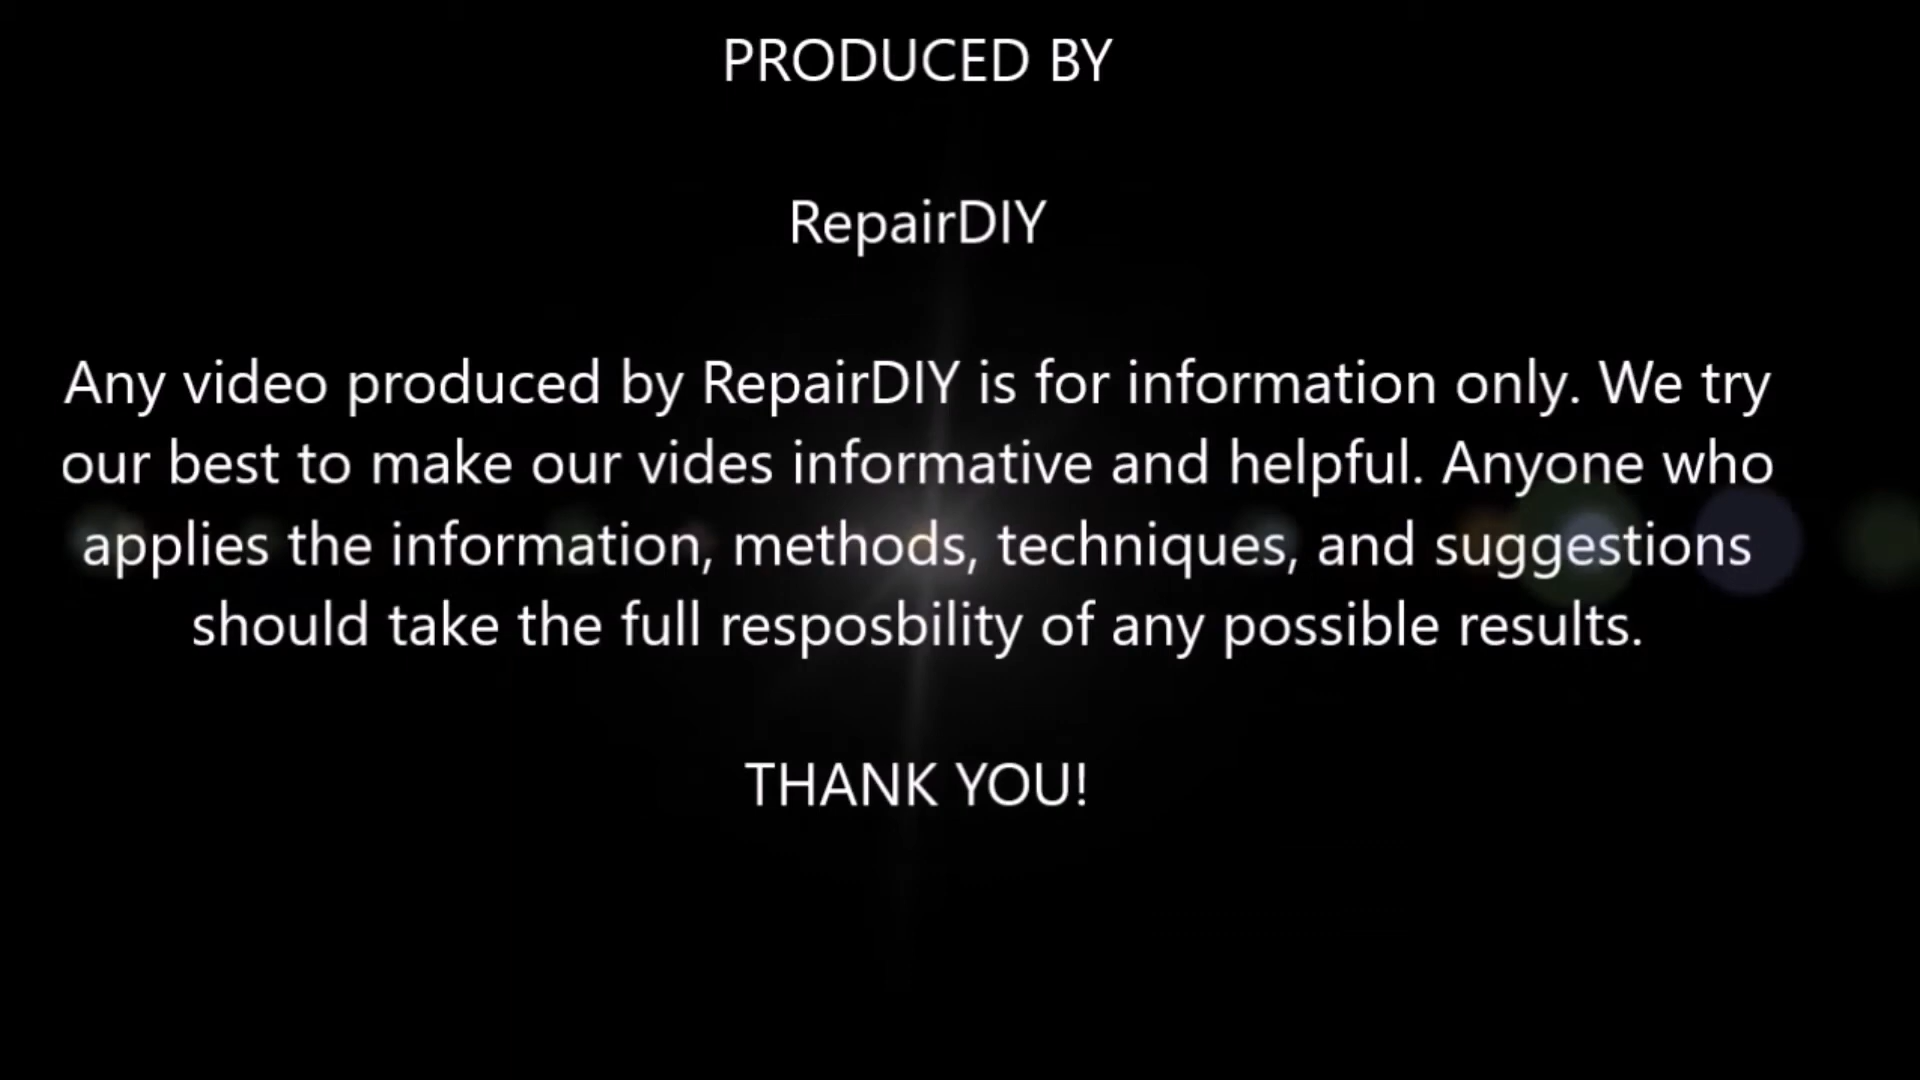 PRODUCED BY
RepairDIY
Any video produced by RepairDIY is for information only. We try
our best to make our vides informative and helpful. Anyone who
applies the information, methods, techniques, and suggestions
should take the full resposbility of any possible results.
THANK YOU!